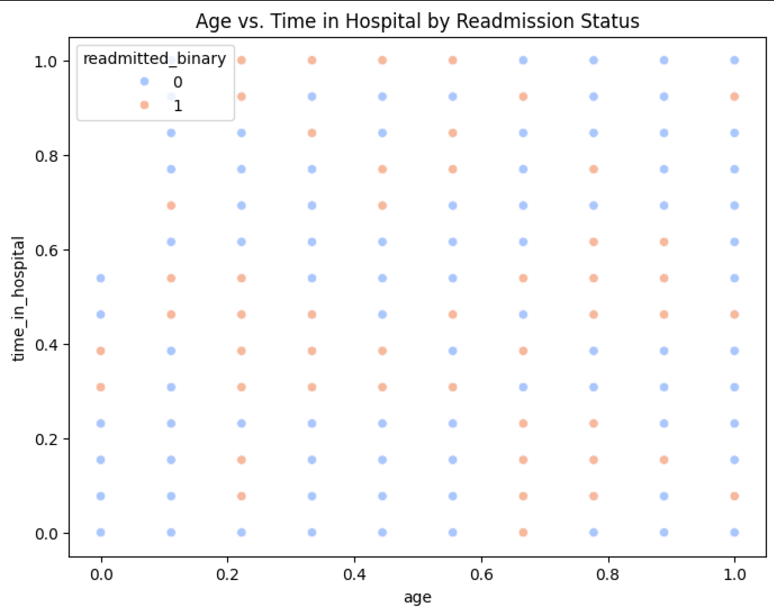 Age vs. Time in Hospital by Readmission Status
readmitted_binary
0
1
time_in_hospital
1.0
0.8
0.6
0.4
0.2
0.0
0.0 0.2 0.4 0.6 0.8 1.0
age